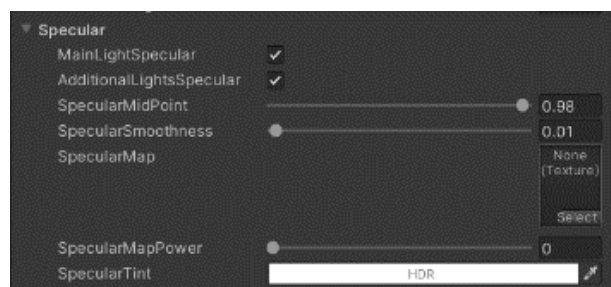 Specular
MainLightSpecular
AdditionalLightsSpecular
SpecularMidPoint 0.98
SpecularSmoothness 0.01
SpecularMap None
(Texture)
Select
SpecularMapPower 0
SpecularTint HDR